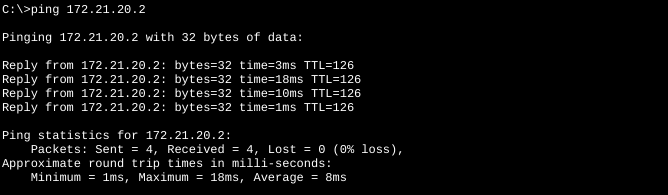 C:\>ping 172.21.20.2

Pinging 172.21.20.2 with 32 bytes of data:

Reply from 172.21.20.2: bytes=32 time=3ms TTL=126
Reply from 172.21.20.2: bytes=32 time=18ms TTL=126
Reply from 172.21.20.2: bytes=32 time=10ms TTL=126
Reply from 172.21.20.2: bytes=32 time=1ms TTL=126

Ping statistics for 172.21.20.2:
    Packets: Sent = 4, Received = 4, Lost = 0 (0% loss),
Approximate round trip times in milli-seconds:
    Minimum = 1ms, Maximum = 18ms, Average = 8ms